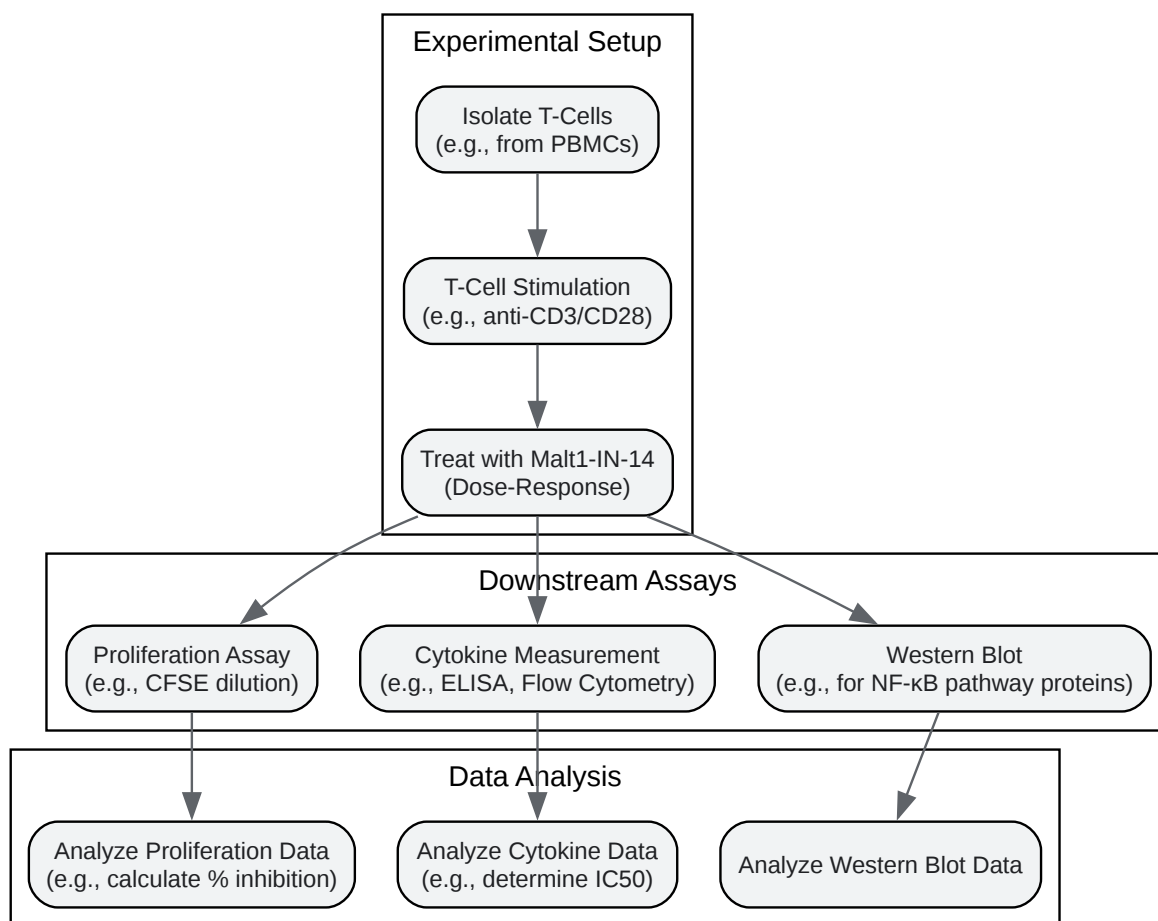 Experimental Setup
Isolate T-Cells
(e.g., from PBMCs)
T-Cell Stimulation
(e.g., anti-CD3/CD28)
Treat with Malt1-IN-14
(Dose-Response)
Downstream Assays
Proliferation Assay
(e.g., CFSE dilution)
Cytokine Measurement
(e.g., ELISA, Flow Cytometry)
Western Blot
(e.g., for NF-κB pathway proteins)
Data Analysis
Analyze Proliferation Data
(e.g., calculate % inhibition)
Analyze Cytokine Data
(e.g., determine IC50)
Analyze Western Blot Data